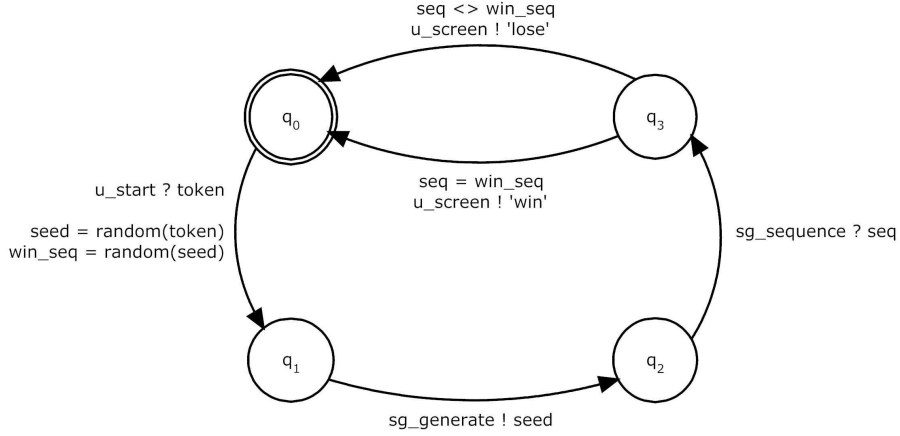 seq <> win_seq
u_screen ! 'lose'
q0
q3
seq = win_seq
u_screen ! 'win'
u_start ? token
seed = random(token)
win_seq = random(seed)
sg_sequence ? seq
q1
q2
sg_generate ! seed